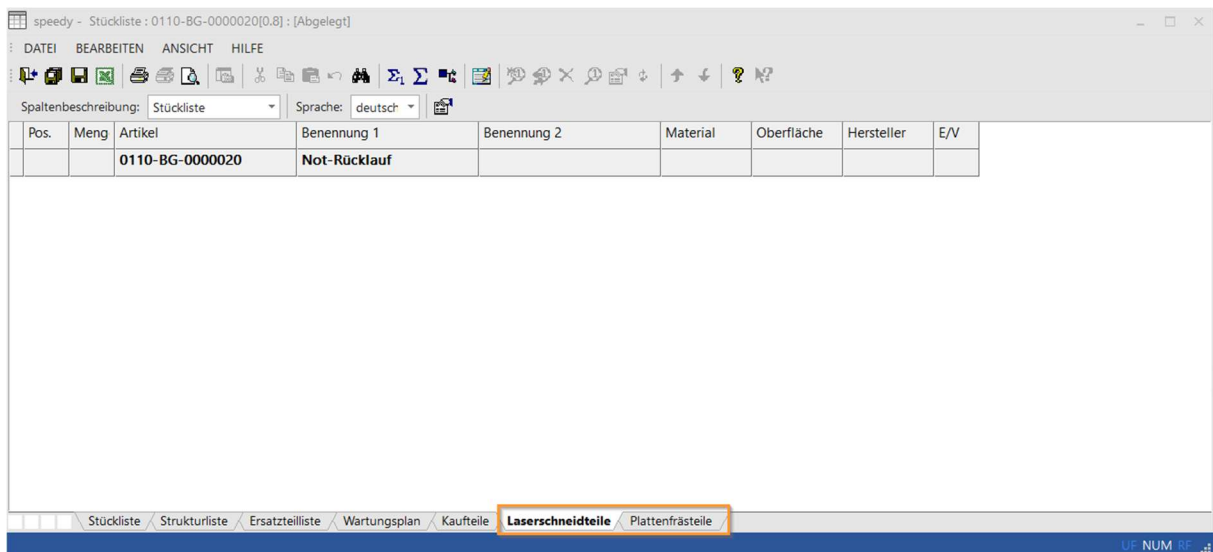 speedy - Stückliste : 0110-BG-0000020[0.8] : [Abgelegt]
DATEI BEARBEITEN ANSICHT HILFE
Spaltenbeschreibung: Stückliste Sprache: deutsch
Pos. Meng Artikel Benennung 1 Benennung 2 Material Oberfläche Hersteller E/V
0110-BG-0000020 Not-Rücklauf
Stückliste Strukturliste Ersatzteilliste Wartungsplan Kaufteile Laserschneidteile Plattenfrästeile
UF NUM RF